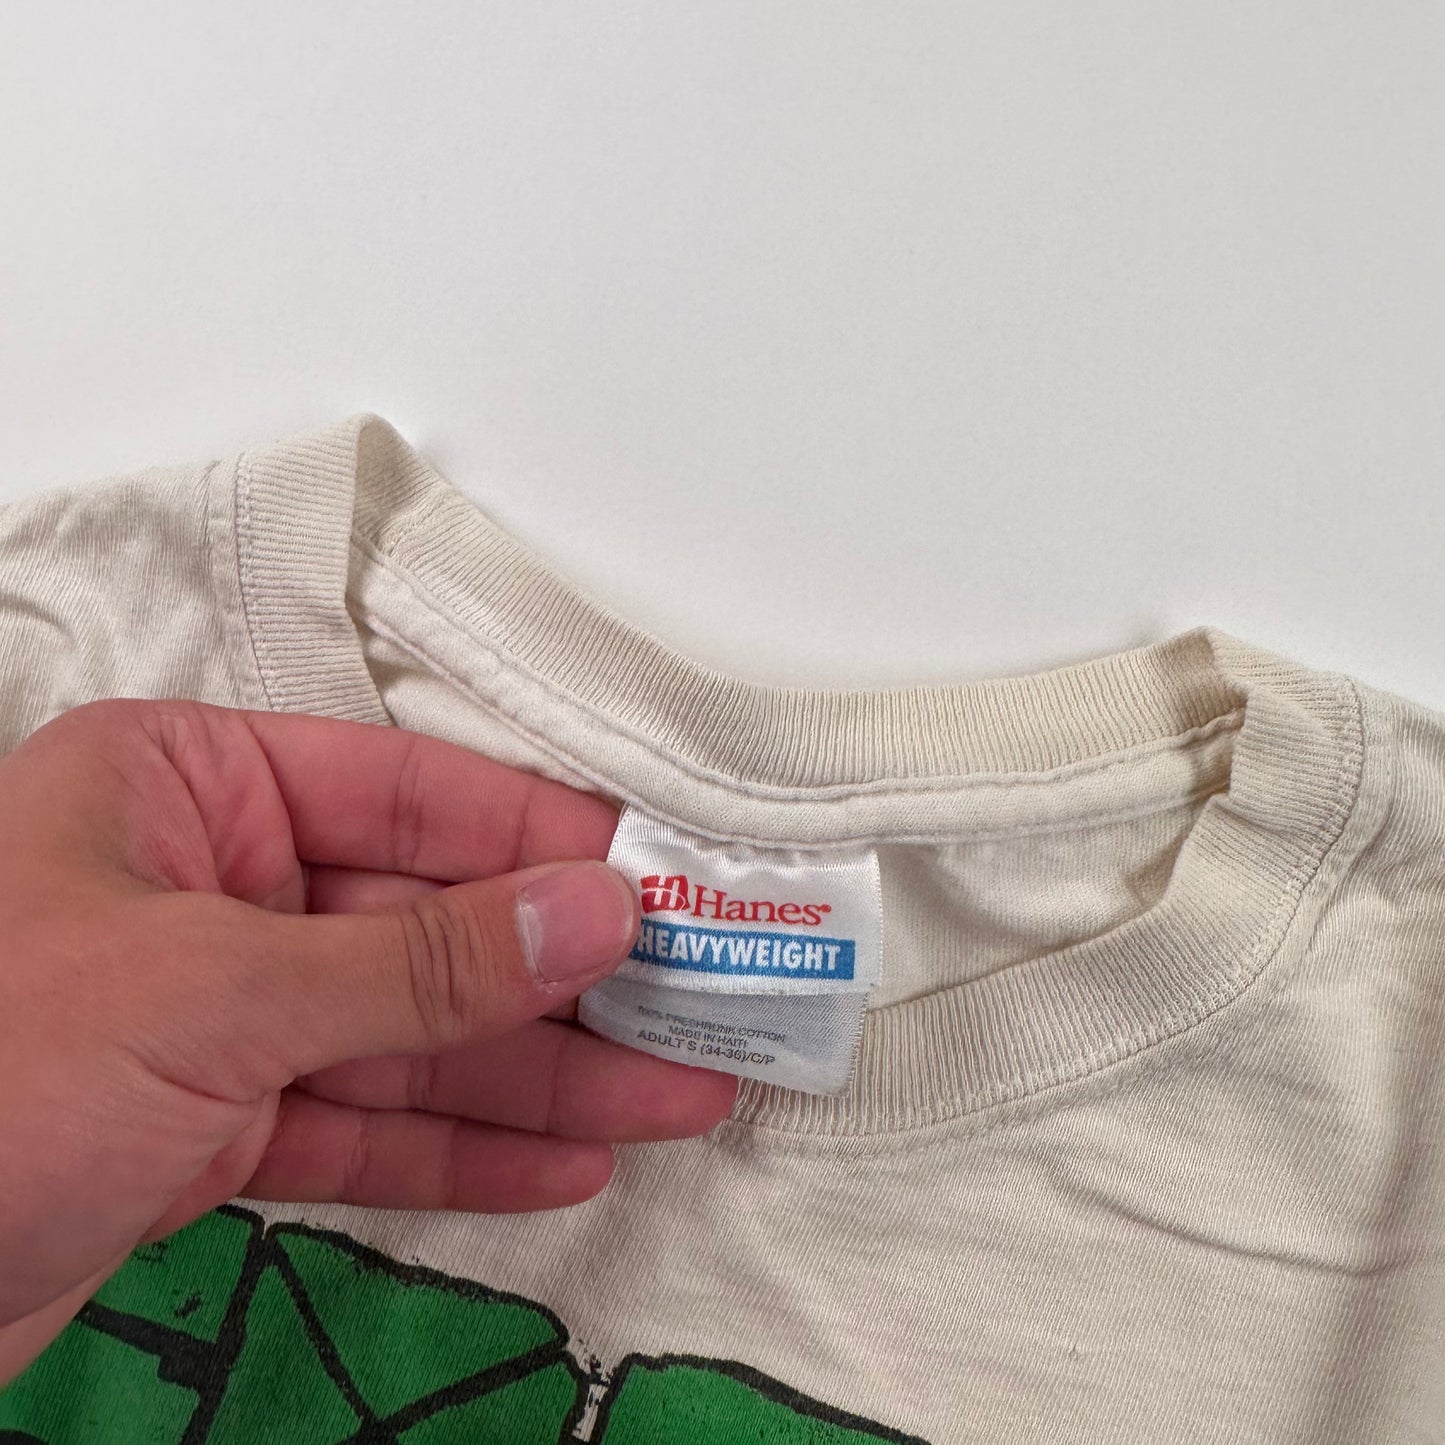 Hanes®
HEAVYWEIGHT
100% PRESHRUNK COTTON
MADE IN HAITI
ADULT S (34-36)/C/P